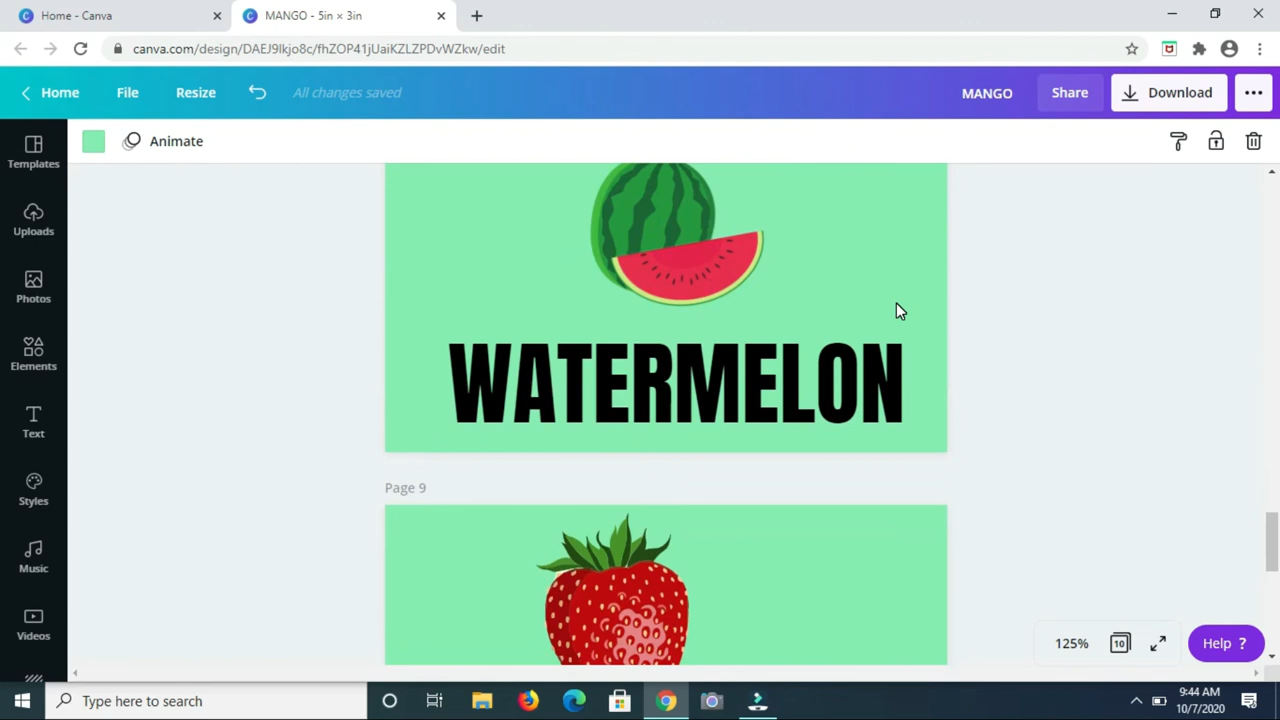 Home - Canva
MANGO - 5in × 3in
canva.com/design/DAEJ9lkjo8c/fhZOP41jUaiKZLZPDvWZkw/edit
Home
File
Resize
All changes saved
MANGO
Share
Download
Animate
Templates
Uploads
Photos
Elements
Text
Styles
Music
Videos
WATERMELON
Page 9
125%
10
Help ?
Type here to search
9:44 AM
10/7/2020